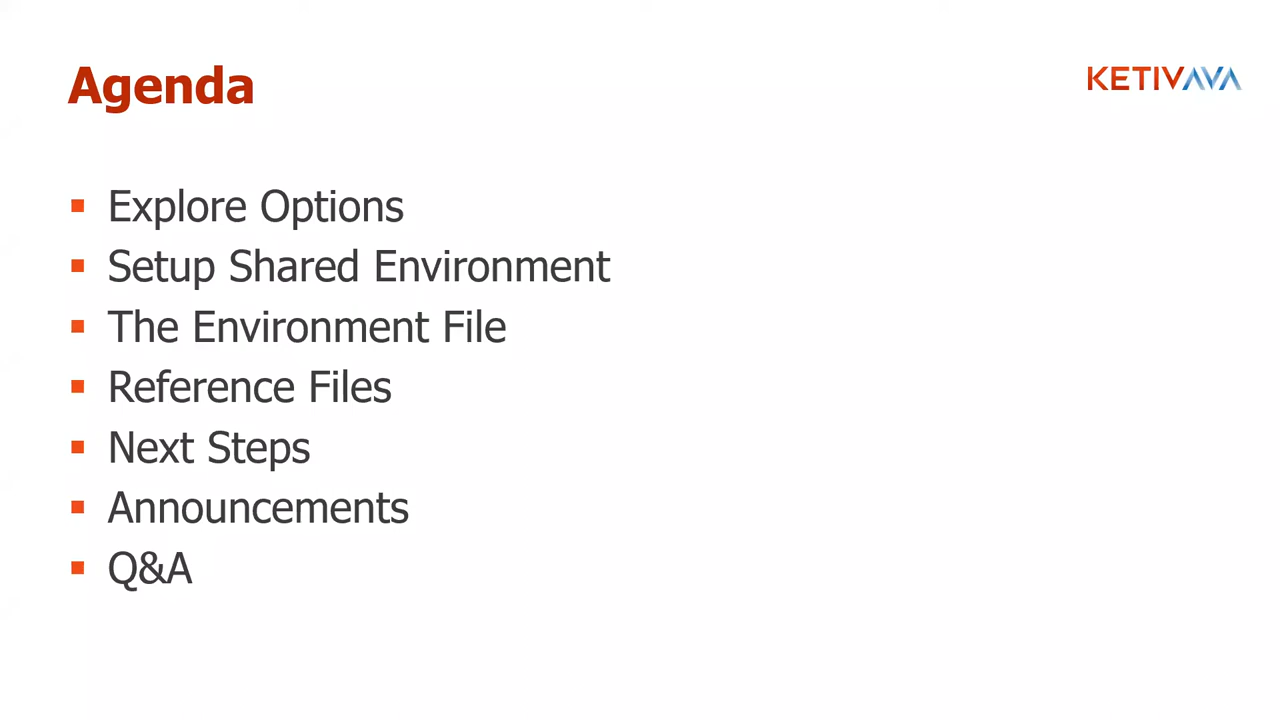 Agenda
KETIVAVA
Explore Options
Setup Shared Environment
The Environment File
Reference Files
Next Steps
Announcements
Q&A